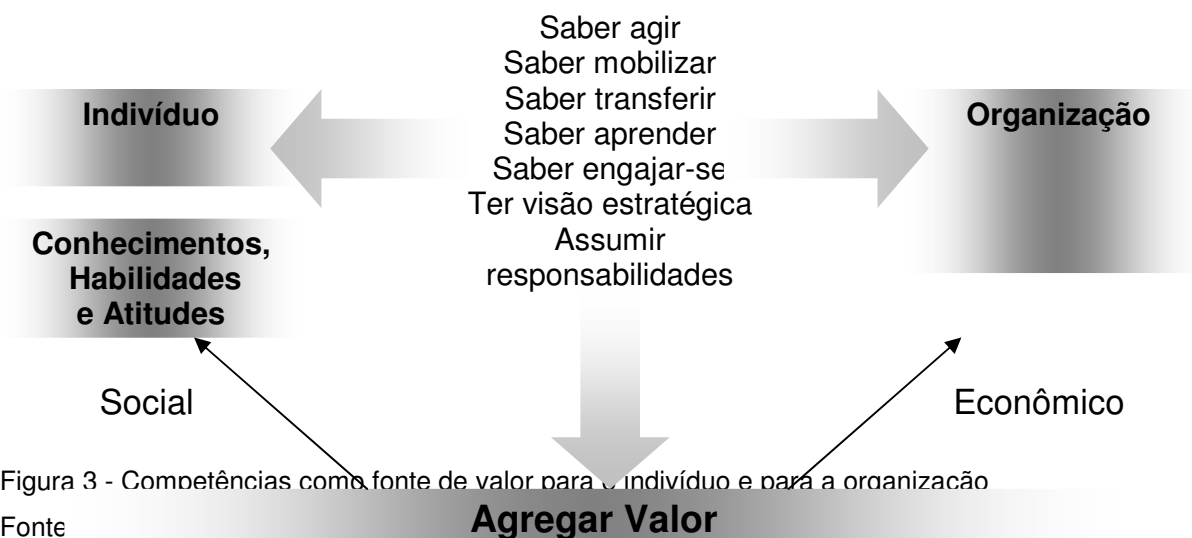 Saber agir
Saber mobilizar
Saber transferir
Saber aprender
Saber engajar-se
Ter visão estratégica
Assumir
responsabilidades
Indivíduo
Conhecimentos,
Habilidades
e Atitudes
Organização
Social
Econômico
Figura 3 - Competências como fonte de valor para o indivíduo e para a organização
Fonte
Agregar Valor